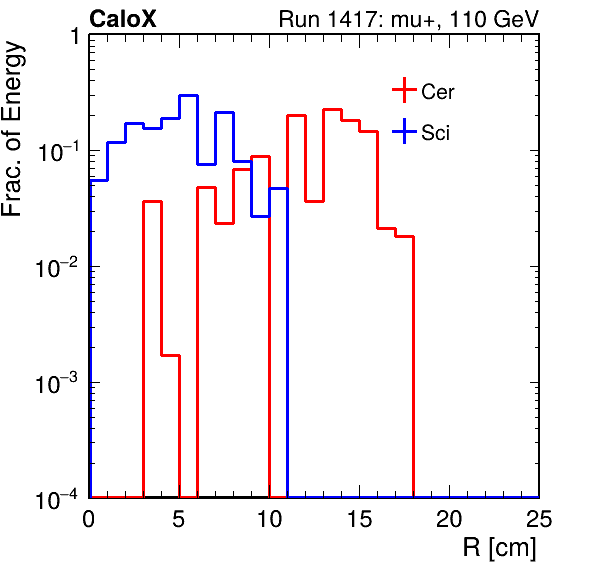 CaloX Run 1417: mu+, 110 GeV
Frac. of Energy
1
10⁻¹
10⁻²
10⁻³
10⁻⁴
Cer
Sci
0 5 10 15 20 25
R [cm]